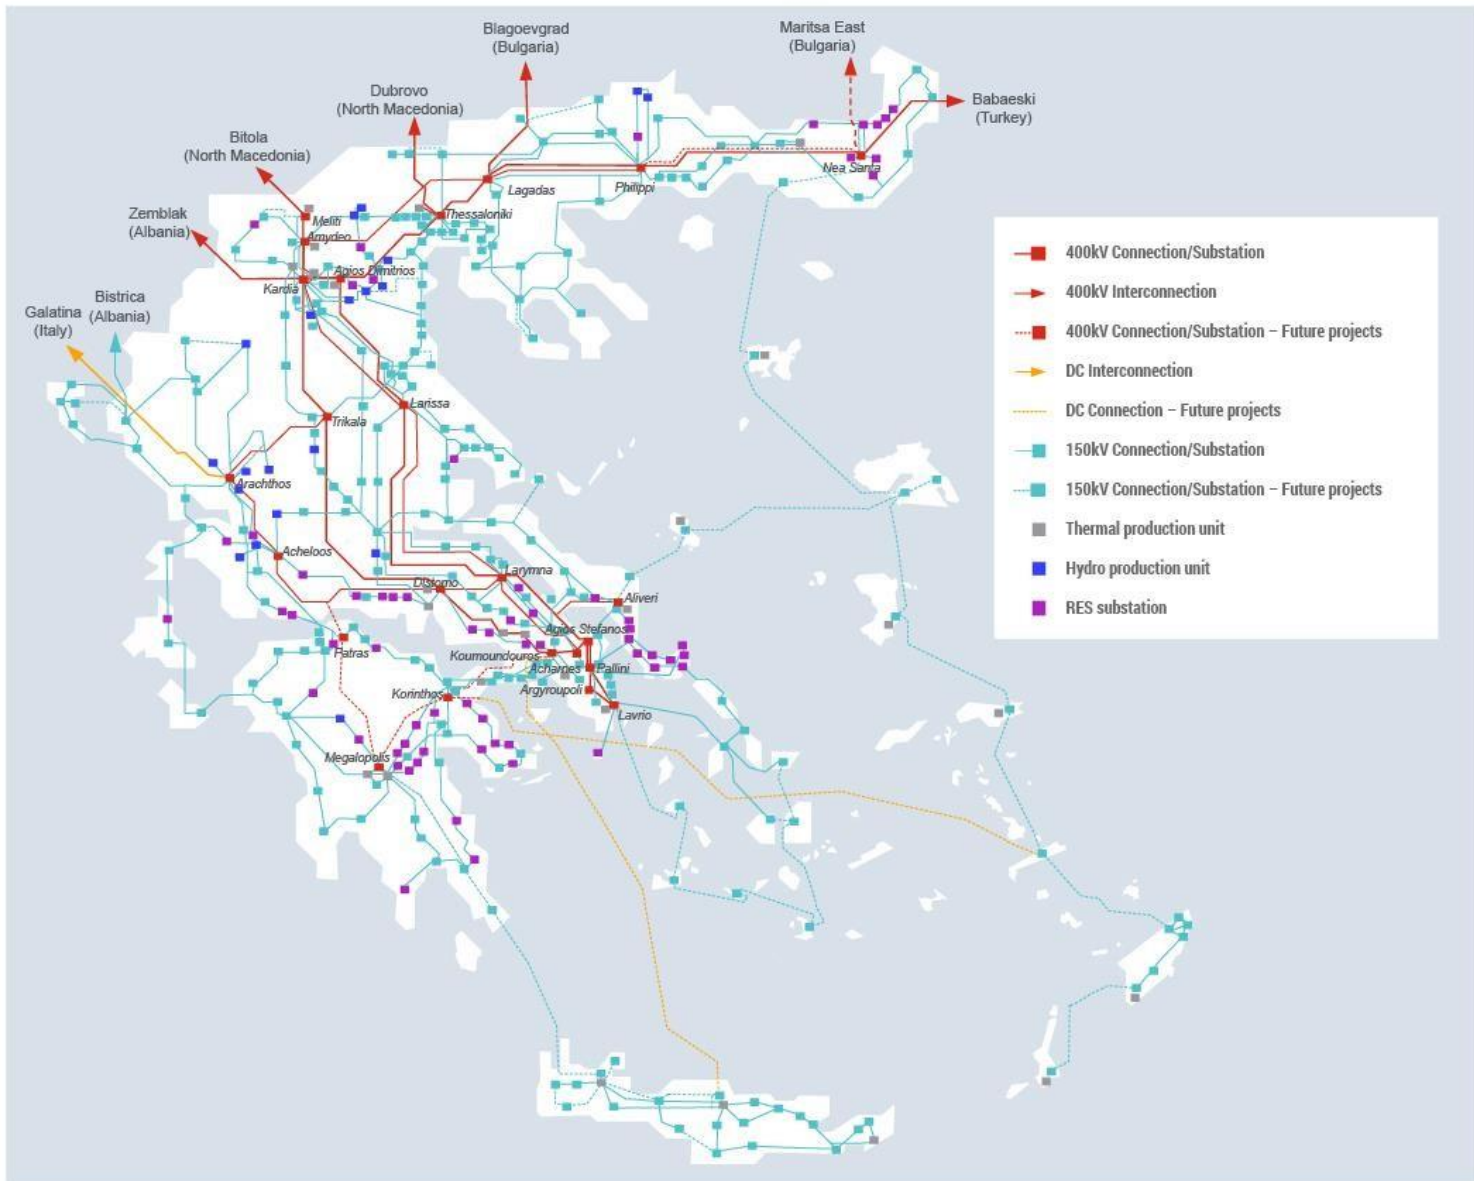 Blagoevgrad
(Bulgaria)
Maritsa East
(Bulgaria)
Dubrovo
(North Macedonia)
Babaeski
(Turkey)
Bitola
(North Macedonia)
Nea Santa
Lagadas
Philippi
Zemblak
(Albania)
Meliti
Thessaloniki
Amydeo
Agios Dimitrios
Kardia
Bistrica
(Albania)
Galatina
(Italy)
Larissa
Trikala
Arachthos
Acheloos
Larymna
Distomo
Aliveri
Agios Stefanos
Patras
Koumoundouros
Acharnes
Pallini
Korinthos
Argyroupoli
Lavrio
Megalopolis
400kV Connection/Substation
400kV Interconnection
400kV Connection/Substation – Future projects
DC Interconnection
DC Connection – Future projects
150kV Connection/Substation
150kV Connection/Substation – Future projects
Thermal production unit
Hydro production unit
RES substation